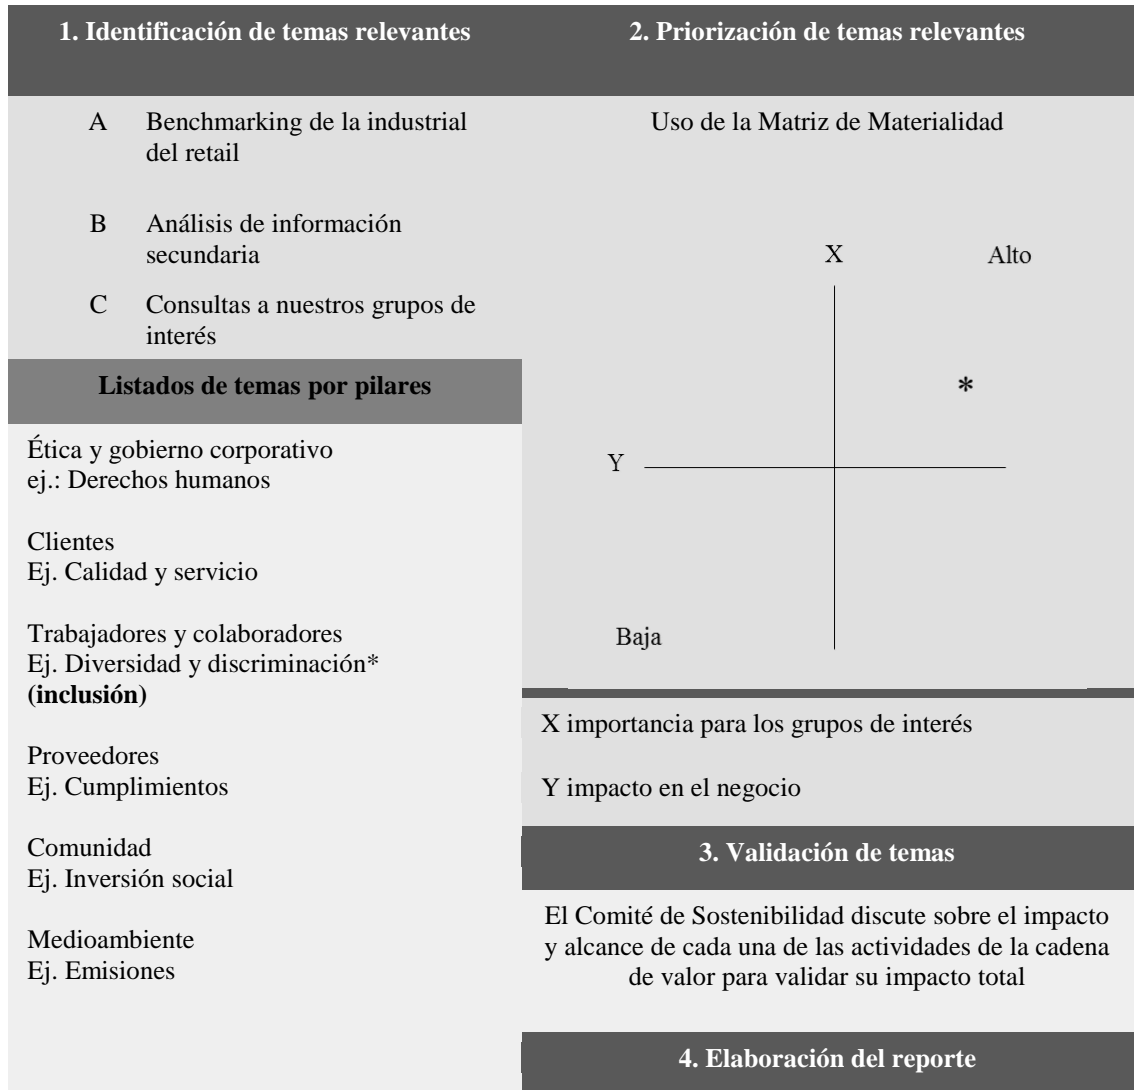 1. Identificación de temas relevantes
A Benchmarking de la industrial
del retail
B Análisis de información
secundaria
C Consultas a nuestros grupos de
interés
Listados de temas por pilares
Ética y gobierno corporativo
ej.: Derechos humanos
Clientes
Ej. Calidad y servicio
Trabajadores y colaboradores
Ej. Diversidad y discriminación*
(inclusión)
Proveedores
Ej. Cumplimientos
Comunidad
Ej. Inversión social
Medioambiente
Ej. Emisiones
2. Priorización de temas relevantes
Uso de la Matriz de Materialidad
X Alto
*
Y
Baja
X importancia para los grupos de interés
Y impacto en el negocio
3. Validación de temas
El Comité de Sostenibilidad discute sobre el impacto
y alcance de cada una de las actividades de la cadena
de valor para validar su impacto total
4. Elaboración del reporte